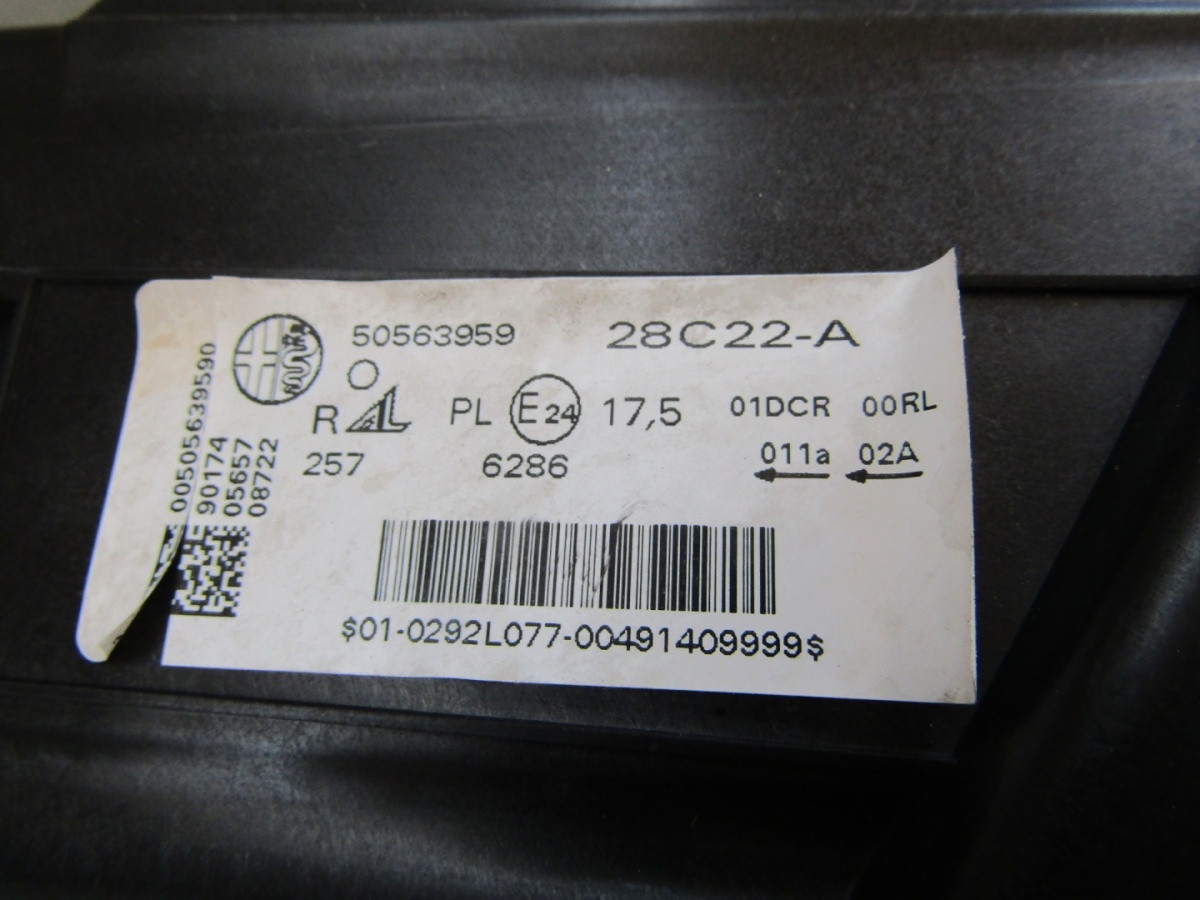 50563959 28C22-A
R AL PL E24 17,5 01DCR 00RL
257 6286 011a 02A
$01-0292L077-00491409999$
00505639590
90174
05657
08722